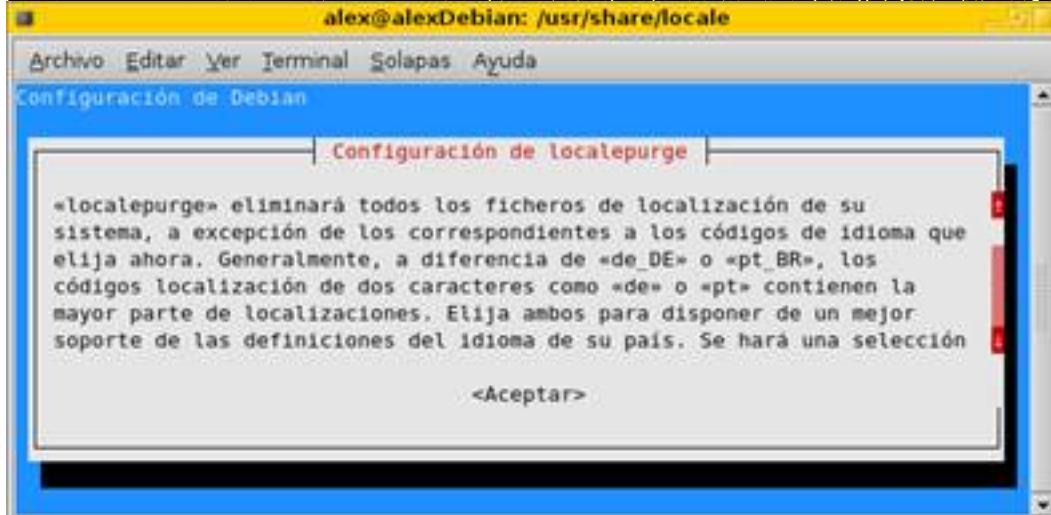 alex@alexDebian: /usr/share/locale
Archivo Editar Ver Terminal Solapas Ayuda
Configuración de Debian
Configuración de localepurge
«localepurge» eliminará todos los ficheros de localización de su
sistema, a excepción de los correspondientes a los códigos de idioma que
elija ahora. Generalmente, a diferencia de «de_DE» o «pt_BR», los
códigos localización de dos caracteres como «de» o «pt» contienen la
mayor parte de localizaciones. Elija ambos para disponer de un mejor
soporte de las definiciones del idioma de su país. Se hará una selección
<Aceptar>